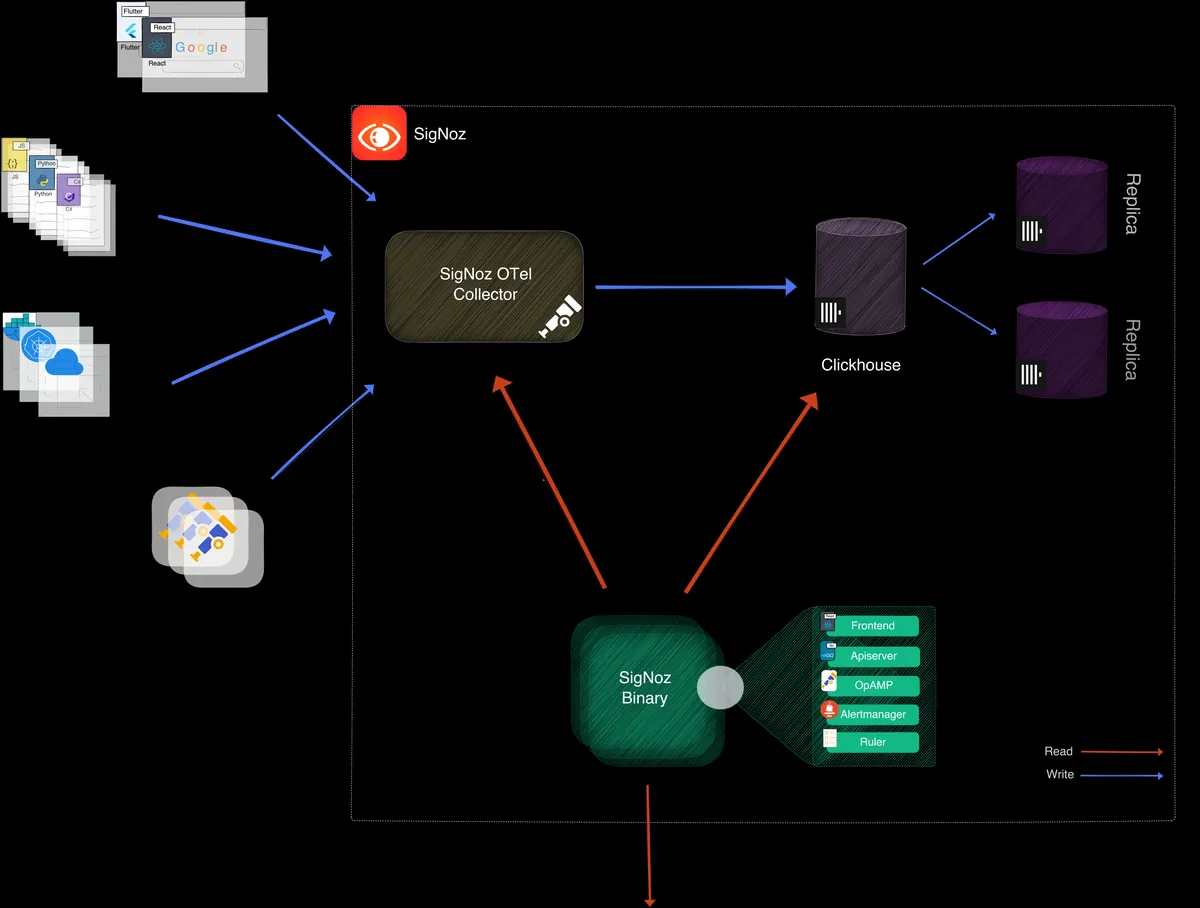 Flutter
React
Google
Flutter
React
SigNoz
JS
Python
C#
JS
Python
C#
Replica
SigNoz OTel
Collector
Clickhouse
Replica
SigNoz
Binary
Frontend
Apiserver
OpAMP
Alertmanager
Ruler
Read
Write